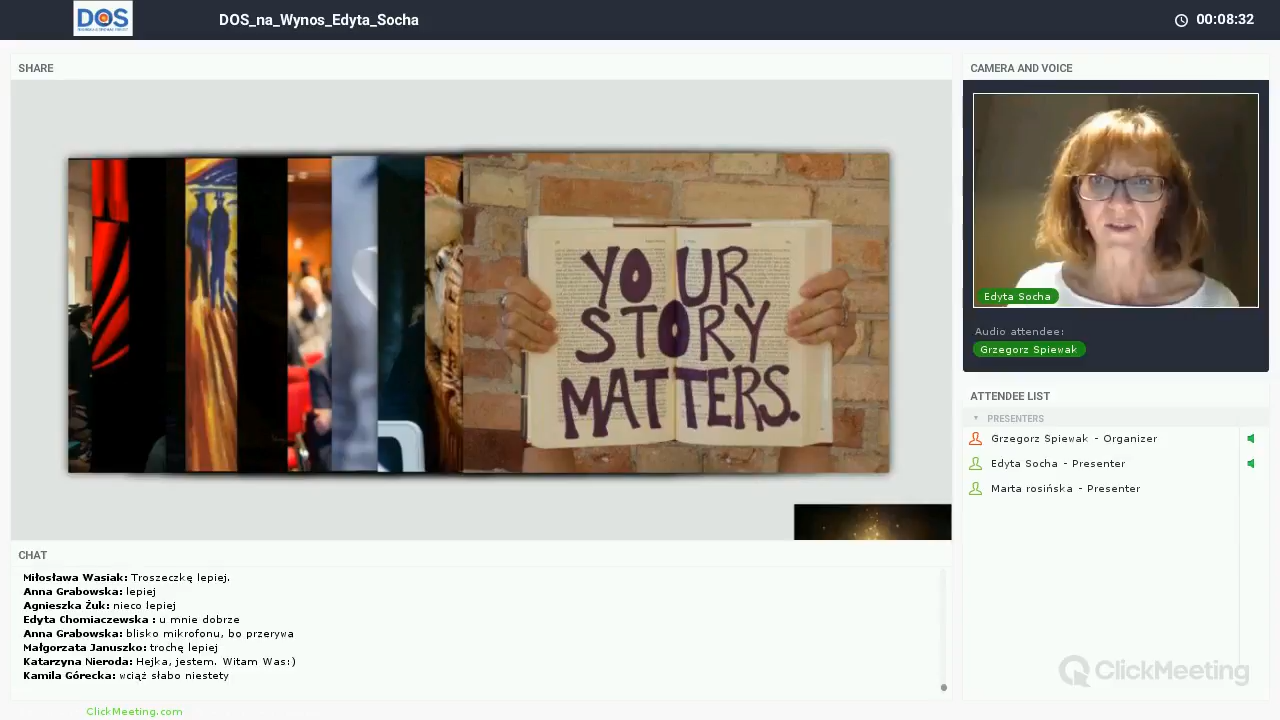 DOS
DOS_na_Wynos_Edyta_Socha
00:08:32
SHARE
YOUR
STORY
MATTERS.
CHAT
Miłosława Wasiak: Troszeczkę lepiej.
Anna Grabowska: lepiej
Agnieszka Żuk: nieco lepiej
Edyta Chomiaczewska : u mnie dobrze
Anna Grabowska: blisko mikrofonu, bo przerywa
Małgorzata Januszko: trochę lepiej
Katarzyna Nieroda: Hejka, jestem. Witam Was:)
Kamila Górecka: wciąż słabo niestety
ClickMeeting.com
CAMERA AND VOICE
Edyta Socha
Audio attendee:
Grzegorz Spiewak
ATTENDEE LIST
PRESENTERS
Grzegorz Spiewak - Organizer
Edyta Socha - Presenter
Marta rosińska - Presenter
ClickMeeting